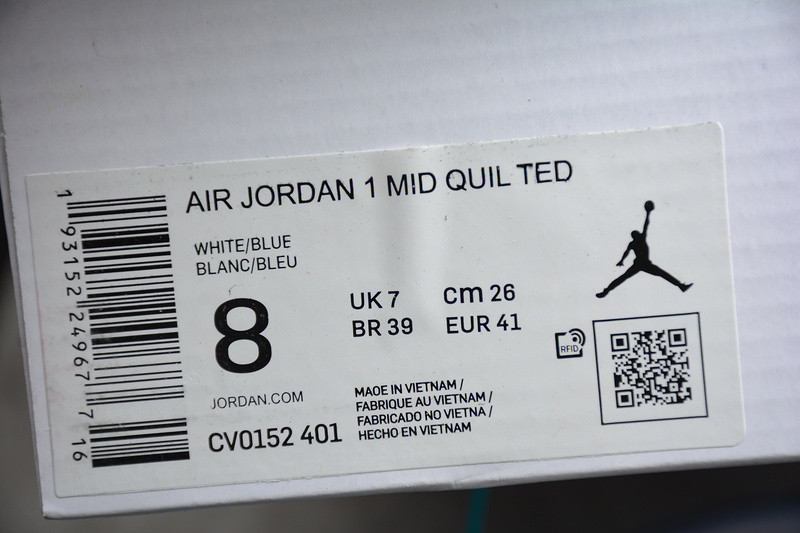 AIR JORDAN 1 MID QUIL TED
WHITE/BLUE
BLANC/BLEU
8
UK 7 cm 26
BR 39 EUR 41
RFID
JORDAN.COM
CV0152 401
MAOE IN VIETNAM /
FABRIQUE AU VIETNAM /
FABRICADO NO VIETNA /
HECHO EN VIETNAM
1 93152 24967 7 16